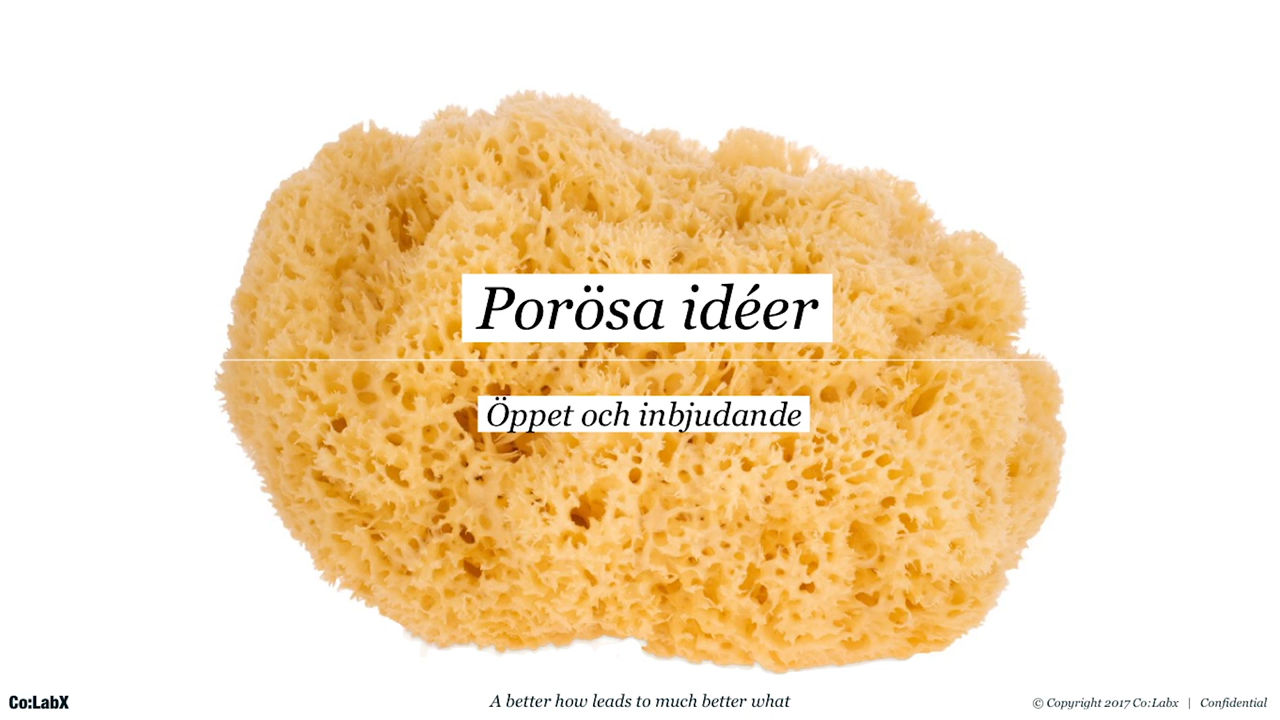 Porösa idéer
Öppet och inbjudande
Co:LabX
A better how leads to much better what
© Copyright 2017 Co:Labx | Confidential